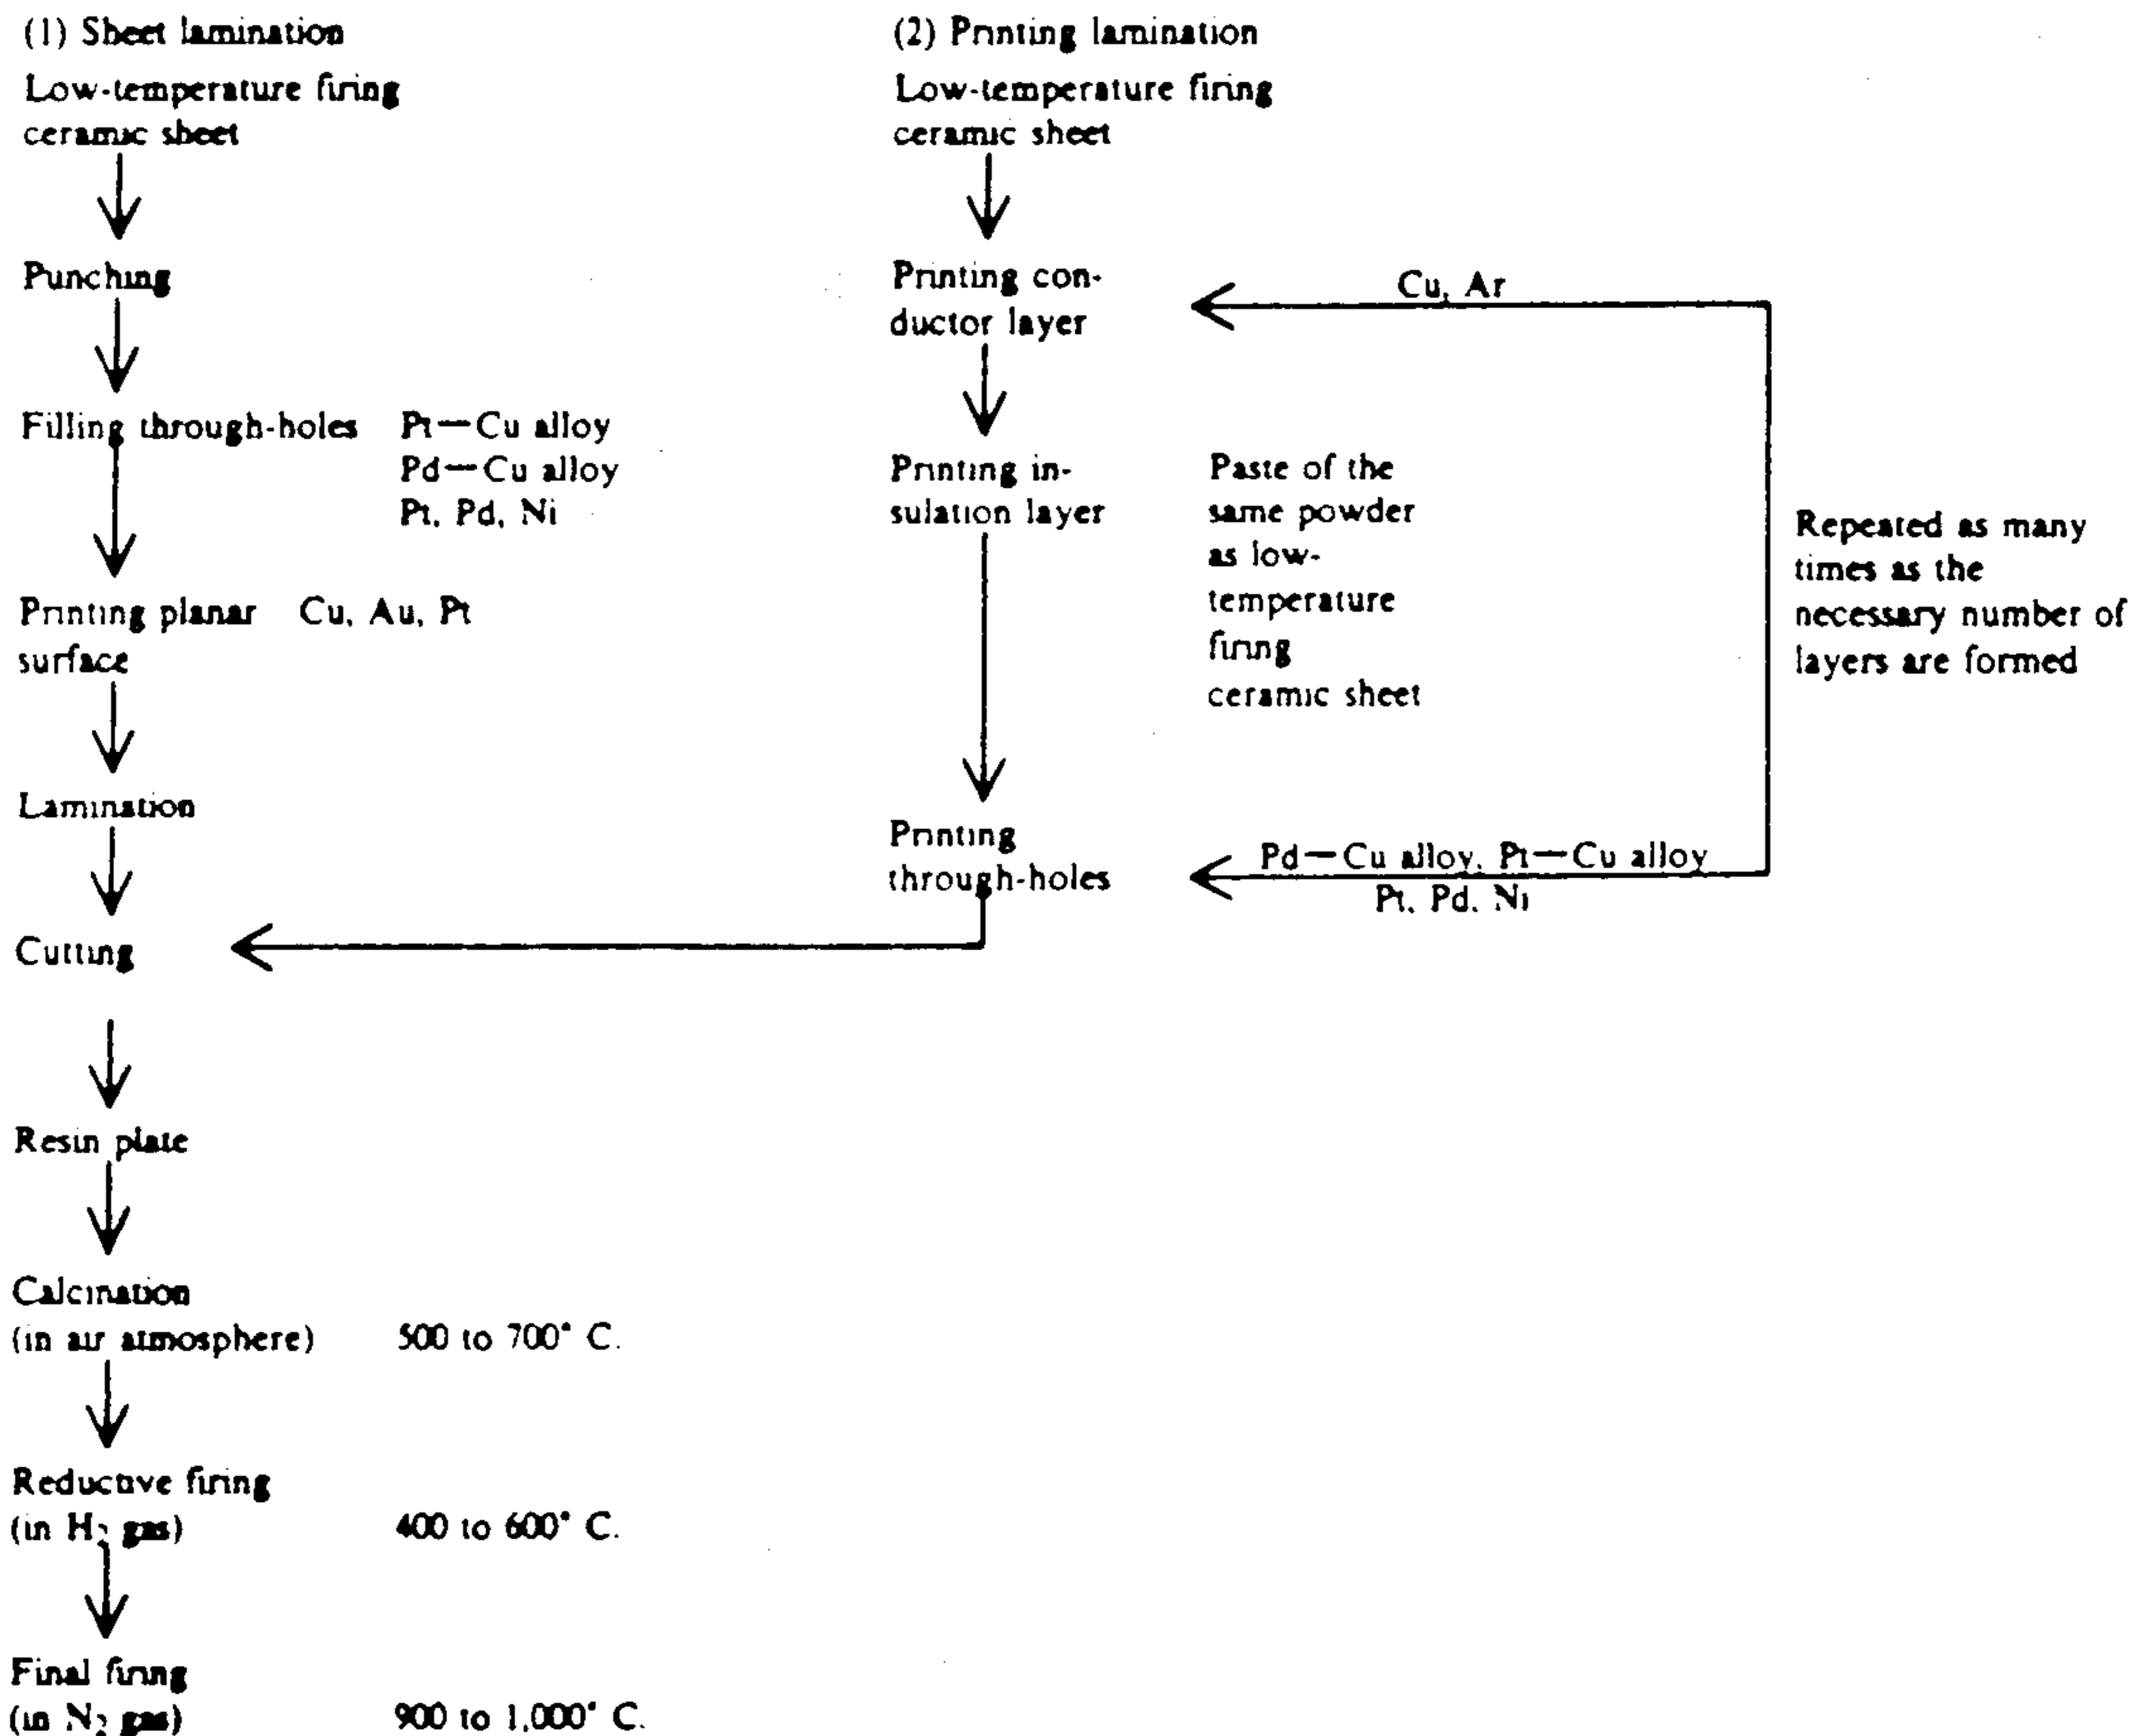 (1) Sheet lamination
Low-temperature firing
ceramic sheet
Punching
Filling through-holes
Pt—Cu alloy
Pd—Cu alloy
Pt, Pd, Ni
Printing planar
surface
Cu, Au, Pt
Lamination
Cutting
Resin plate
Calcination
(in air atmosphere)
500 to 700° C.
Reductive firing
(in H2 gas)
400 to 600° C.
Final firing
(in N2 gas)
900 to 1,000° C.
(2) Printing lamination
Low-temperature firing
ceramic sheet
Printing con-
ductor layer
Cu, Ar
Printing in-
sulation layer
Paste of the
same powder
as low-
temperature
firing
ceramic sheet
Repeated as many
times as the
necessary number of
layers are formed
Printing
through-holes
Pd—Cu alloy, Pt—Cu alloy
Pt, Pd, Ni